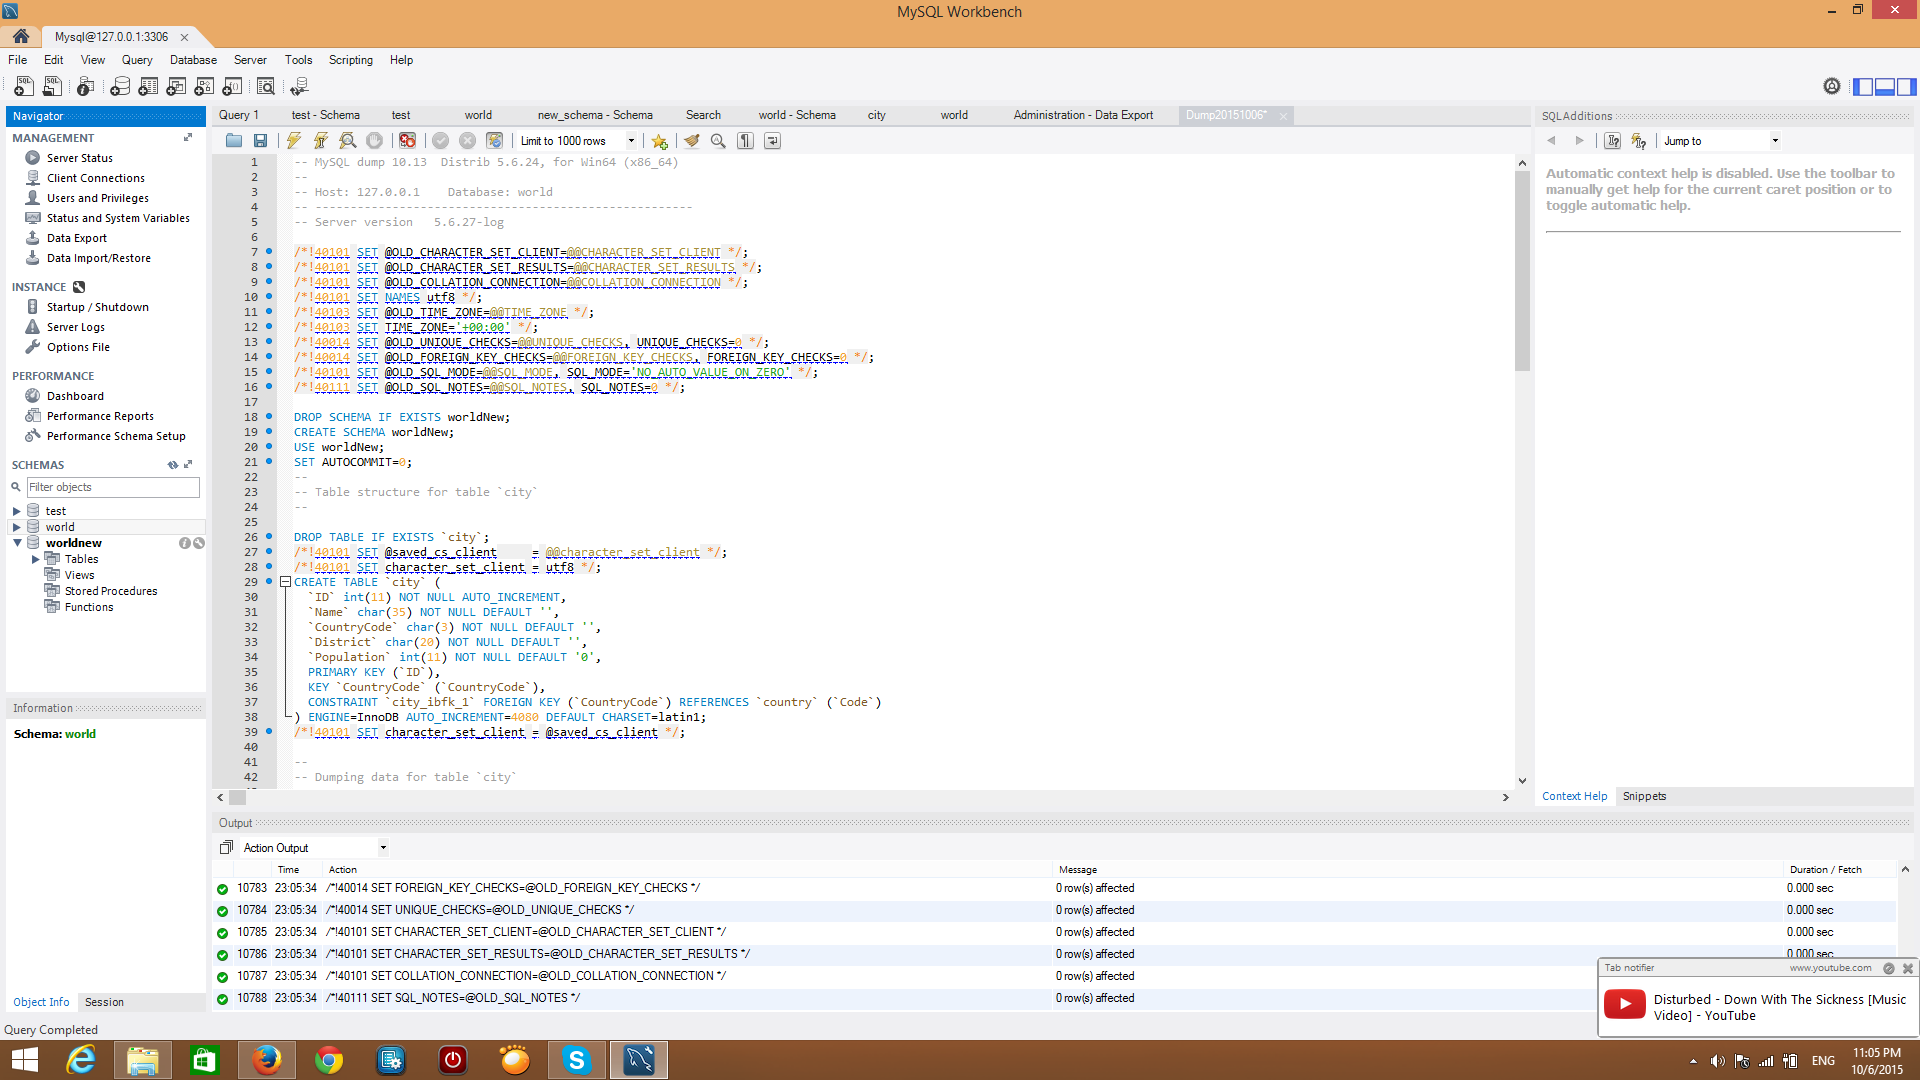 MySQL Workbench
Mysql@127.0.0.1:3306
File Edit View Query Database Server Tools Scripting Help
Navigator
MANAGEMENT
Server Status
Client Connections
Users and Privileges
Status and System Variables
Data Export
Data Import/Restore
INSTANCE
Startup / Shutdown
Server Logs
Options File
PERFORMANCE
Dashboard
Performance Reports
Performance Schema Setup
SCHEMAS
Filter objects
test
world
worldnew
Tables
Views
Stored Procedures
Functions
Information
Schema: world
Object Info Session
Query Completed
Query 1 test - Schema test world new_schema - Schema Search world - Schema city world Administration - Data Export Dump20151006*
Limit to 1000 rows
1 -- MySQL dump 10.13  Distrib 5.6.24, for Win64 (x86_64)
2 --
3 -- Host: 127.0.0.1    Database: world
4 -- ------------------------------------------------------
5 -- Server version   5.6.27-log
6
7 /*!40101 SET @OLD_CHARACTER_SET_CLIENT=@@CHARACTER_SET_CLIENT */;
8 /*!40101 SET @OLD_CHARACTER_SET_RESULTS=@@CHARACTER_SET_RESULTS */;
9 /*!40101 SET @OLD_COLLATION_CONNECTION=@@COLLATION_CONNECTION */;
10 /*!40101 SET NAMES utf8 */;
11 /*!40103 SET @OLD_TIME_ZONE=@@TIME_ZONE */;
12 /*!40103 SET TIME_ZONE='+00:00' */;
13 /*!40014 SET @OLD_UNIQUE_CHECKS=@@UNIQUE_CHECKS, UNIQUE_CHECKS=0 */;
14 /*!40014 SET @OLD_FOREIGN_KEY_CHECKS=@@FOREIGN_KEY_CHECKS, FOREIGN_KEY_CHECKS=0 */;
15 /*!40101 SET @OLD_SQL_MODE=@@SQL_MODE, SQL_MODE='NO_AUTO_VALUE_ON_ZERO' */;
16 /*!40111 SET @OLD_SQL_NOTES=@@SQL_NOTES, SQL_NOTES=0 */;
17
18 DROP SCHEMA IF EXISTS worldNew;
19 CREATE SCHEMA worldNew;
20 USE worldNew;
21 SET AUTOCOMMIT=0;
22 --
23 -- Table structure for table `city`
24 --
25
26 DROP TABLE IF EXISTS `city`;
27 /*!40101 SET @saved_cs_client     = @@character_set_client */;
28 /*!40101 SET character_set_client = utf8 */;
29 CREATE TABLE `city` (
30 `ID` int(11) NOT NULL AUTO_INCREMENT,
31 `Name` char(35) NOT NULL DEFAULT '',
32 `CountryCode` char(3) NOT NULL DEFAULT '',
33 `District` char(20) NOT NULL DEFAULT '',
34 `Population` int(11) NOT NULL DEFAULT '0',
35 PRIMARY KEY (`ID`),
36 KEY `CountryCode` (`CountryCode`),
37 CONSTRAINT `city_ibfk_1` FOREIGN KEY (`CountryCode`) REFERENCES `country` (`Code`)
38 ) ENGINE=InnoDB AUTO_INCREMENT=4080 DEFAULT CHARSET=latin1;
39 /*!40101 SET character_set_client = @saved_cs_client */;
40
41 --
42 -- Dumping data for table `city`
SQLAdditions
Jump to
Automatic context help is disabled. Use the toolbar to
manually get help for the current caret position or to
toggle automatic help.
Context Help Snippets
Output
Action Output
Time Action Message Duration / Fetch
10783 23:05:34 /*!40014 SET FOREIGN_KEY_CHECKS=@OLD_FOREIGN_KEY_CHECKS */ 0 row(s) affected 0.000 sec
10784 23:05:34 /*!40014 SET UNIQUE_CHECKS=@OLD_UNIQUE_CHECKS */ 0 row(s) affected 0.000 sec
10785 23:05:34 /*!40101 SET CHARACTER_SET_CLIENT=@OLD_CHARACTER_SET_CLIENT */ 0 row(s) affected 0.000 sec
10786 23:05:34 /*!40101 SET CHARACTER_SET_RESULTS=@OLD_CHARACTER_SET_RESULTS */ 0 row(s) affected 0.000 sec
10787 23:05:34 /*!40101 SET COLLATION_CONNECTION=@OLD_COLLATION_CONNECTION */ 0 row(s) affected
10788 23:05:34 /*!40111 SET SQL_NOTES=@OLD_SQL_NOTES */ 0 row(s) affected
Tab notifier www.youtube.com
Disturbed - Down With The Sickness [Music
Video] - YouTube
ENG
11:05 PM
10/6/2015